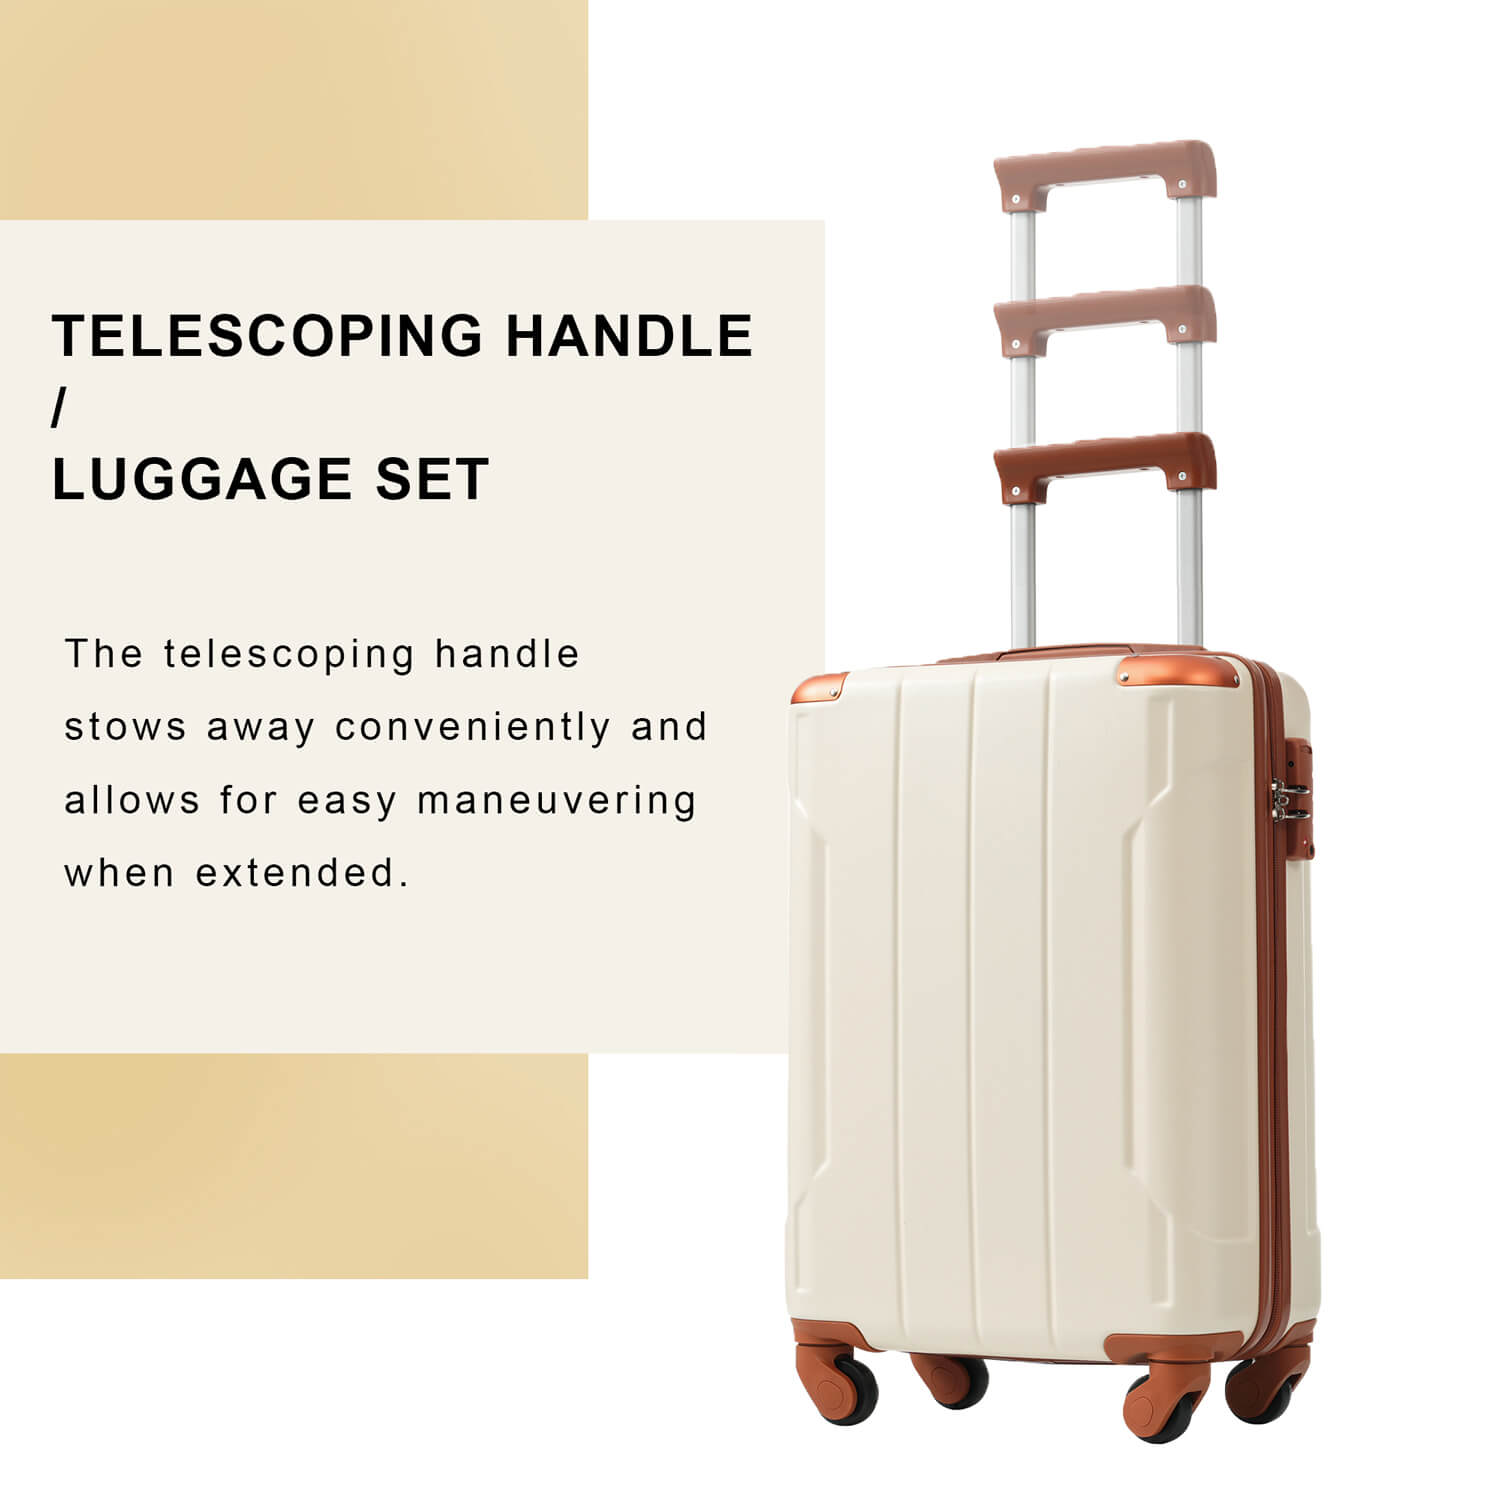 TELESCOPING HANDLE
/
LUGGAGE SET
The telescoping handle
stows away conveniently and
allows for easy maneuvering
when extended.